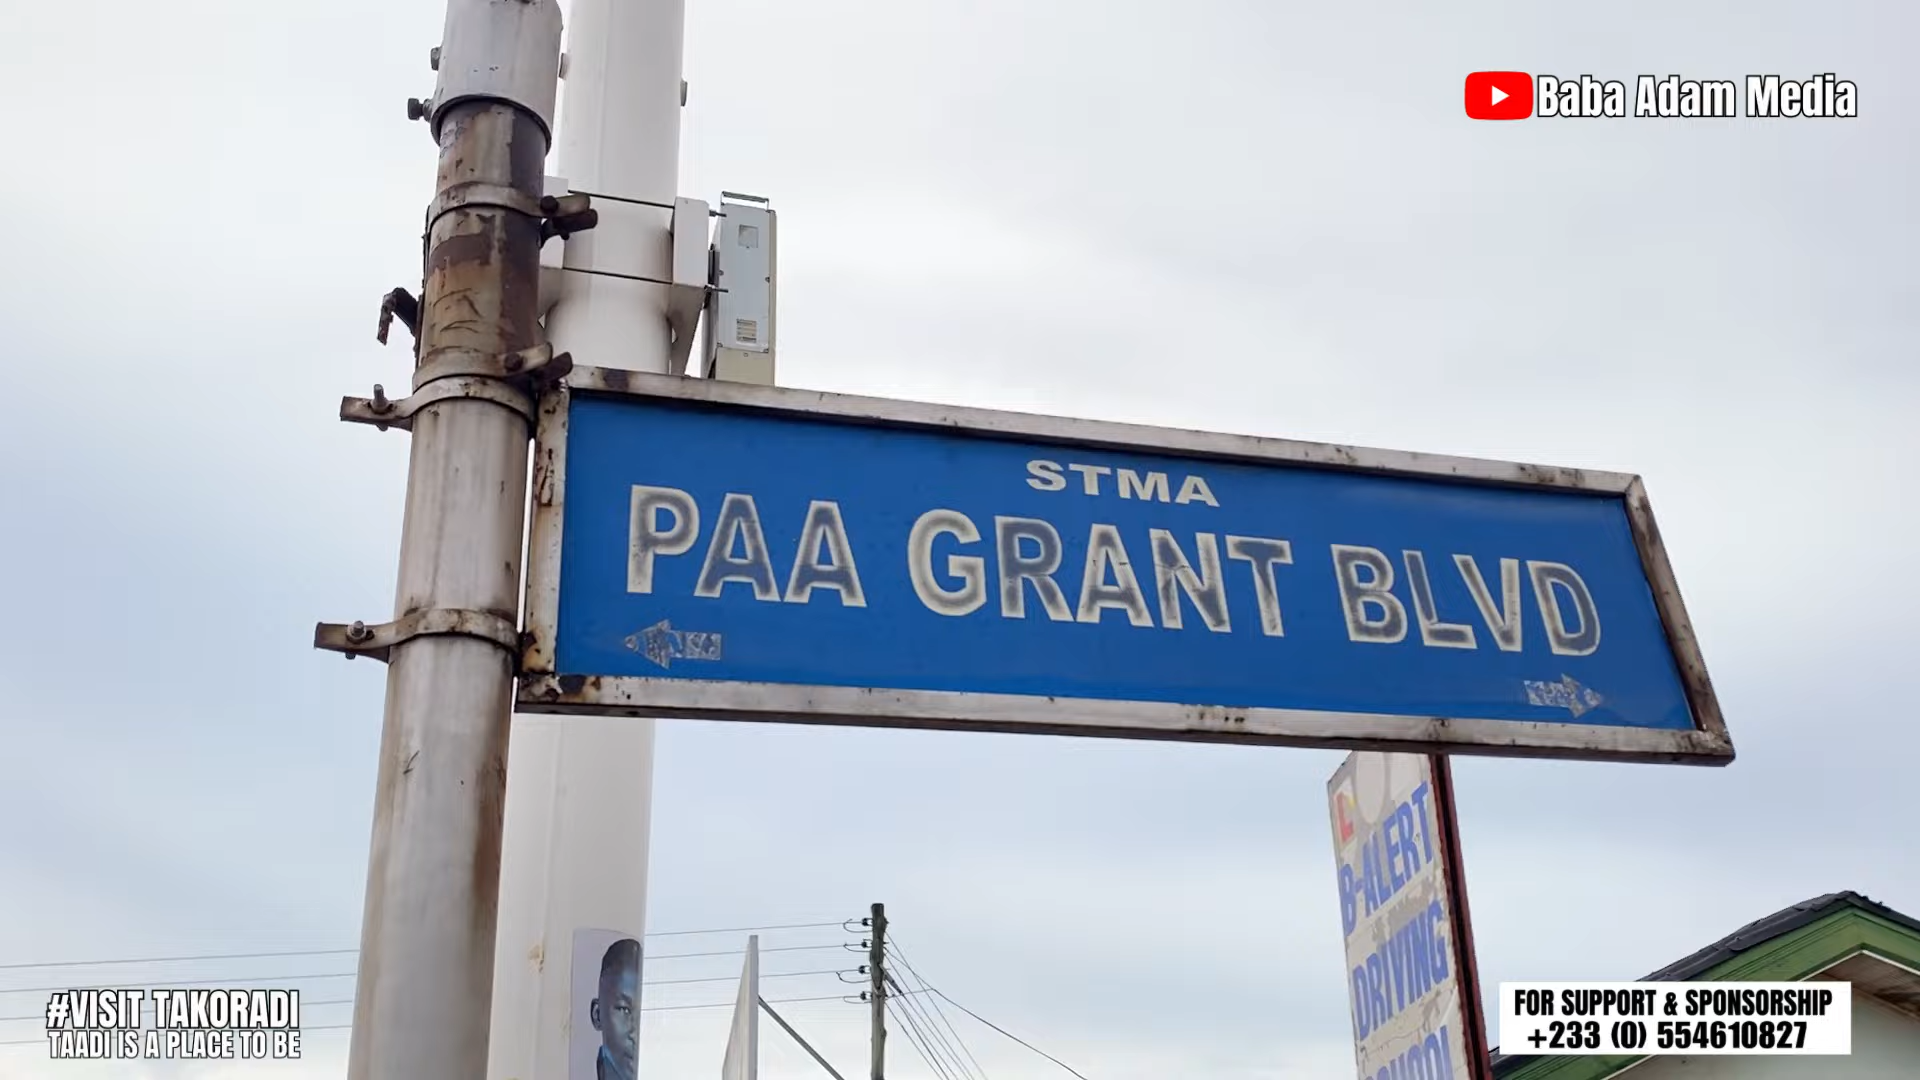 Baba Adam Media
STMA
PAA GRANT BLVD
B-ALERT
DRIVING
SCHOOL
#VISIT TAKORADI
TAADI IS A PLACE TO BE
FOR SUPPORT & SPONSORSHIP
+233 (0) 554610827